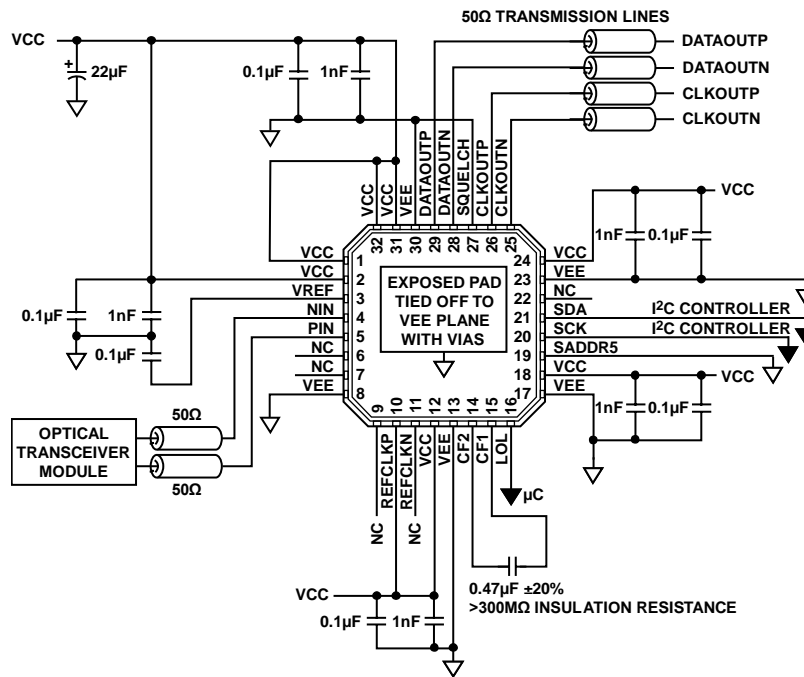 50Ω TRANSMISSION LINES
VCC
+
22µF
0.1µF
1nF
DATAOUTP
DATAOUTN
CLKOUTP
CLKOUTN
VCC
VCC
VEE
DATAOUTP
DATAOUTN
SQUELCH
CLKOUTP
CLKOUTN
32
31
30
29
28
27
26
25
VCC
1
VCC
2
VREF
3
NIN
4
PIN
5
NC
6
NC
7
VEE
8
EXPOSED PAD
TIED OFF TO
VEE PLANE
WITH VIAS
24
VCC
23
VEE
22
NC
21
SDA
20
SCK
19
SADDR5
18
VCC
17
VEE
VCC
1nF
0.1µF
I²C CONTROLLER
I²C CONTROLLER
VCC
1nF
0.1µF
0.1µF
1nF
0.1µF
OPTICAL
TRANSCEIVER
MODULE
50Ω
50Ω
9
10
11
12
13
14
15
16
NC
REFCLKP
REFCLKN
NC
VCC
VEE
CF2
CF1
LOL
µC
VCC
0.1µF
1nF
0.47µF ±20%
>300MΩ INSULATION RESISTANCE